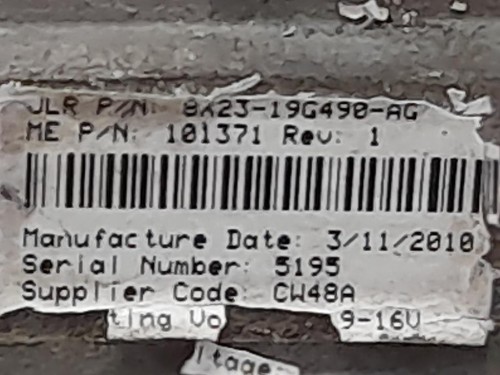 JLR P/N: 8X23-19G490-AG
ME P/N: 101371 Rev: 1
Manufacture Date: 3/11/2010
Serial Number: 5195
Supplier Code: CW48A
ting Vo 9-16V
ltage